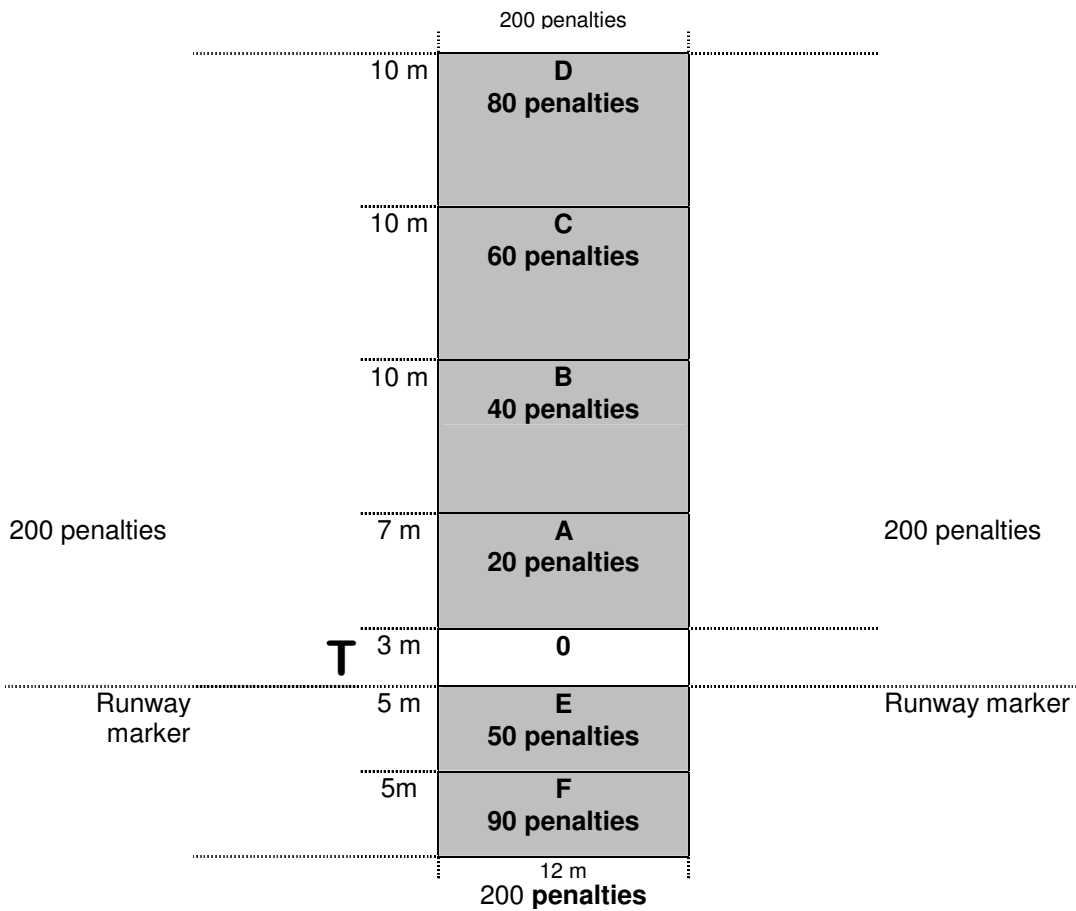 200 penalties
10 m
D
80 penalties
10 m
C
60 penalties
10 m
B
40 penalties
200 penalties
7 m
A
20 penalties
200 penalties
T
3 m
0
Runway
marker
5 m
E
50 penalties
Runway marker
5m
F
90 penalties
12 m
200 penalties